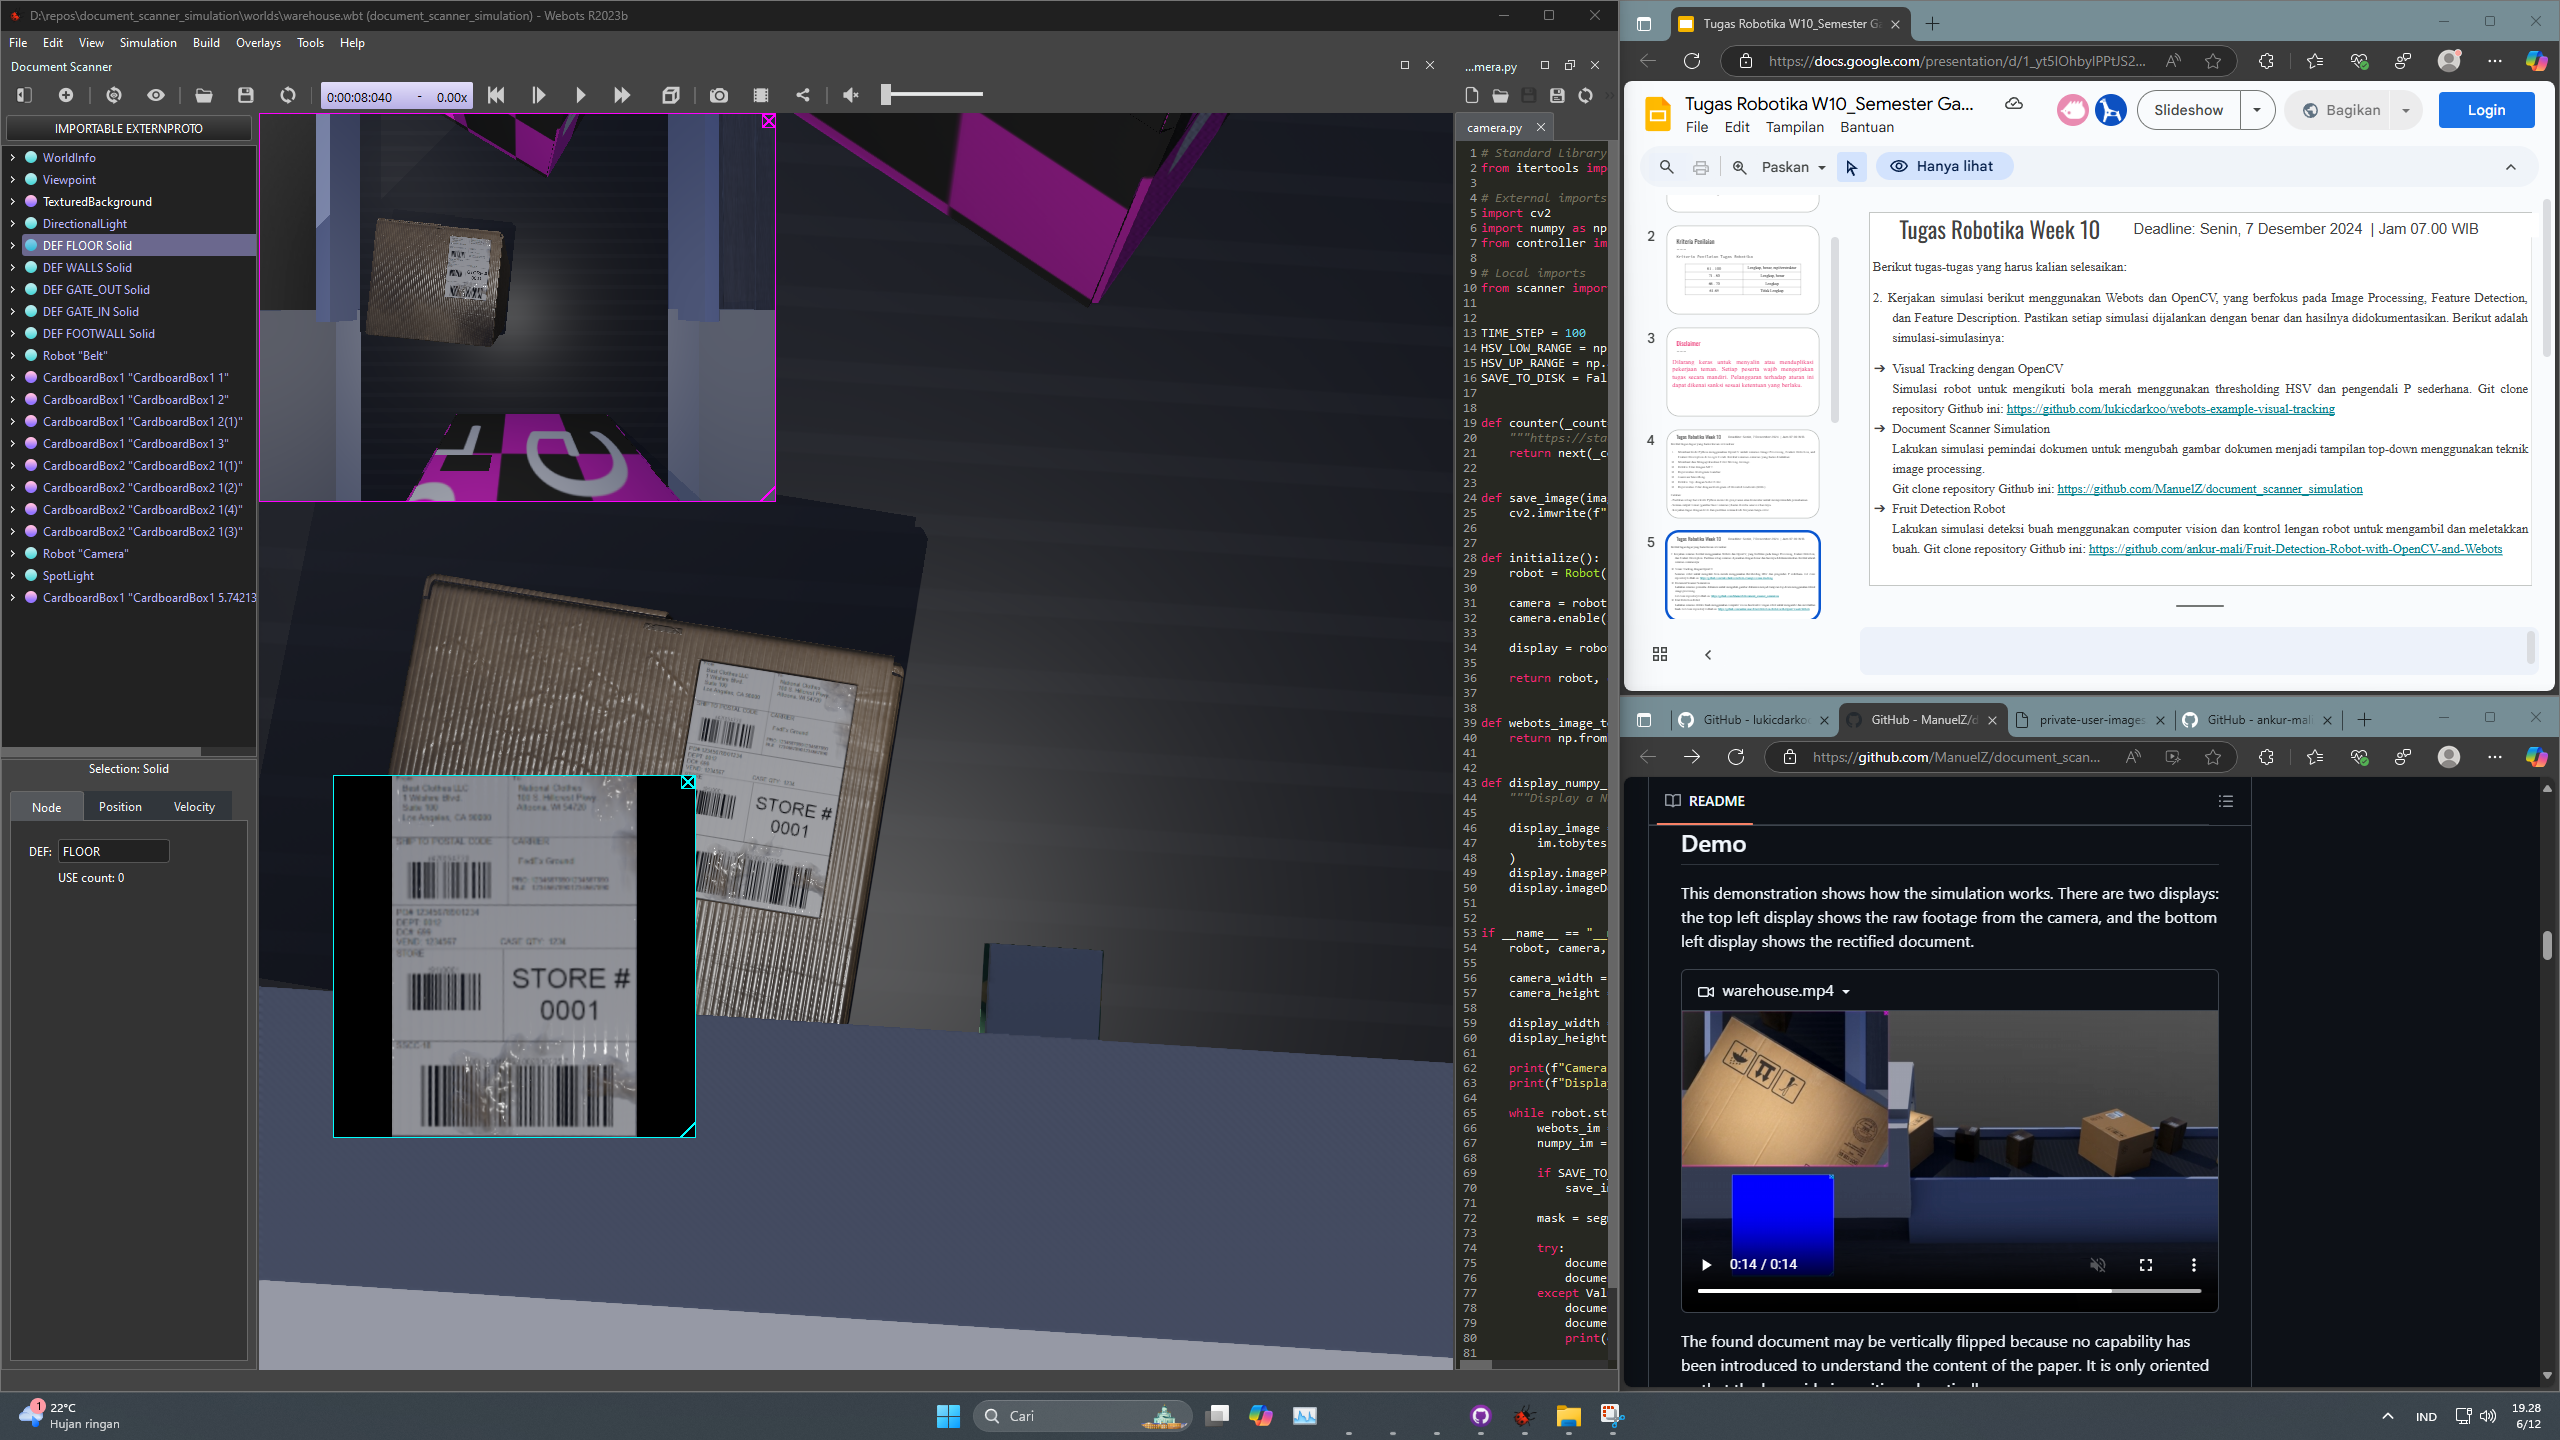 D:\repos\document_scanner_simulation\worlds\warehouse.wbt (document_scanner_simulation) - Webots R2023b
File Edit View Simulation Build Overlays Tools Help
Document Scanner
0:00:08:040 - 0.00x
IMPORTABLE EXTERNPROTO
WorldInfo
Viewpoint
TexturedBackground
DirectionalLight
DEF FLOOR Solid
DEF WALLS Solid
DEF GATE_OUT Solid
DEF GATE_IN Solid
DEF FOOTWALL Solid
Robot "Belt"
CardboardBox1 "CardboardBox1 1"
CardboardBox1 "CardboardBox1 2"
CardboardBox1 "CardboardBox1 2(1)"
CardboardBox1 "CardboardBox1 3"
CardboardBox2 "CardboardBox2 1(1)"
CardboardBox2 "CardboardBox2 1(2)"
CardboardBox2 "CardboardBox2 1(4)"
CardboardBox2 "CardboardBox2 1(3)"
Robot "Camera"
SpotLight
CardboardBox1 "CardboardBox1 5.74213
Selection: Solid
Node Position Velocity
DEF: FLOOR
USE count: 0
STORE #
0001
SHIP TO POSTAL CODE CARRIER
FedEx Ground
CASE QTY: 1234
STORE
STORE #
0001
...mera.py
camera.py
1 # Standard Library
2 from itertools imp
3
4 # External imports
5 import cv2
6 import numpy as np
7 from controller im
8
9 # Local imports
10 from scanner impor
11
12
13 TIME_STEP = 100
14 HSV_LOW_RANGE = np
15 HSV_UP_RANGE = np.
16 SAVE_TO_DISK = Fal
17
18
19 def counter(_count
20 """https://sta
21 return next(_c
22
23
24 def save_image(ima
25 cv2.imwrite(f"
26
27
28 def initialize():
29 robot = Robot(
30
31 camera = robot
32 camera.enable(
33
34 display = robo
35
36 return robot,
37
38
39 def webots_image_t
40 return np.from
41
42
43 def display_numpy_
44 """Display a N
45
46 display_image
47 im.tobytes
48 )
49 display.imageP
50 display.imageD
51
52
53 if __name__ == "__
54 robot, camera,
55
56 camera_width =
57 camera_height
58
59 display_width
60 display_height
61
62 print(f"Camera
63 print(f"Displa
64
65 while robot.st
66 webots_im
67 numpy_im =
68
69 if SAVE_TO
70 save_i
71
72 mask = seg
73
74 try:
75 docume
76 docume
77 except Val
78 docume
79 docume
80 print(
81
Tugas Robotika W10_Semester Ga
https://docs.google.com/presentation/d/1_yt5IOhbyIPPtJS2...
Tugas Robotika W10_Semester Ga...
File Edit Tampilan Bantuan
Slideshow
Bagikan
Login
Paskan
Hanya lihat
2
Kriteria Penilaian
3
Disclaimer
4
5
Tugas Robotika Week 10
Deadline: Senin, 7 Desember 2024 | Jam 07.00 WIB
Berikut tugas-tugas yang harus kalian selesaikan:
2. Kerjakan simulasi berikut menggunakan Webots dan OpenCV, yang berfokus pada Image Processing, Feature Detection,
dan Feature Description. Pastikan setiap simulasi dijalankan dengan benar dan hasilnya didokumentasikan. Berikut adalah
simulasi-simulasinya:
➔ Visual Tracking dengan OpenCV
Simulasi robot untuk mengikuti bola merah menggunakan thresholding HSV dan pengendali P sederhana. Git clone
repository Github ini: https://github.com/lukicdarkoo/webots-example-visual-tracking
➔ Document Scanner Simulation
Lakukan simulasi pemindai dokumen untuk mengubah gambar dokumen menjadi tampilan top-down menggunakan teknik
image processing.
Git clone repository Github ini: https://github.com/ManuelZ/document_scanner_simulation
➔ Fruit Detection Robot
Lakukan simulasi deteksi buah menggunakan computer vision dan kontrol lengan robot untuk mengambil dan meletakkan
buah. Git clone repository Github ini: https://github.com/ankur-mali/Fruit-Detection-Robot-with-OpenCV-and-Webots
GitHub - lukicdarko
GitHub - ManuelZ/d
private-user-images
GitHub - ankur-mali
https://github.com/ManuelZ/document_scan...
README
Demo
This demonstration shows how the simulation works. There are two displays:
the top left display shows the raw footage from the camera, and the bottom
left display shows the rectified document.
warehouse.mp4
0:14 / 0:14
The found document may be vertically flipped because no capability has
been introduced to understand the content of the paper. It is only oriented
1
22°C
Hujan ringan
Cari
IND
19.28
6/12